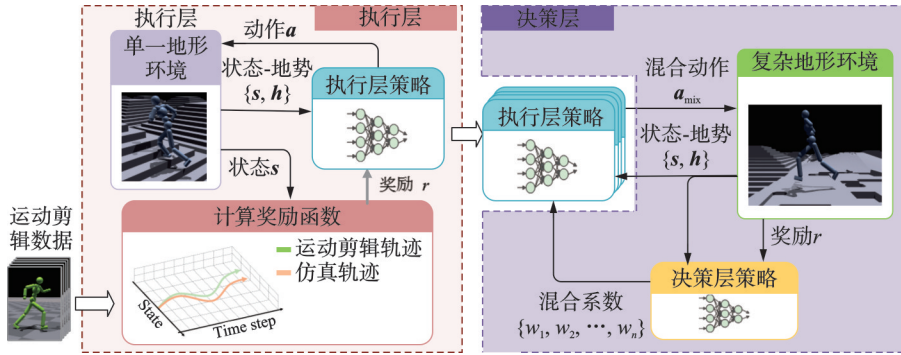 执行层
执行层
决策层
单一地形
环境
动作a
状态-地势
{s, h}
执行层策略
状态s
奖励 r
计算奖励函数
运动剪辑轨迹
仿真轨迹
State
Time step
运动剪
辑数据
执行层策略
混合动作
a_mix
状态-地势
{s, h}
复杂地形环境
奖励r
决策层策略
混合系数
{w₁, w₂, ···, wₙ}